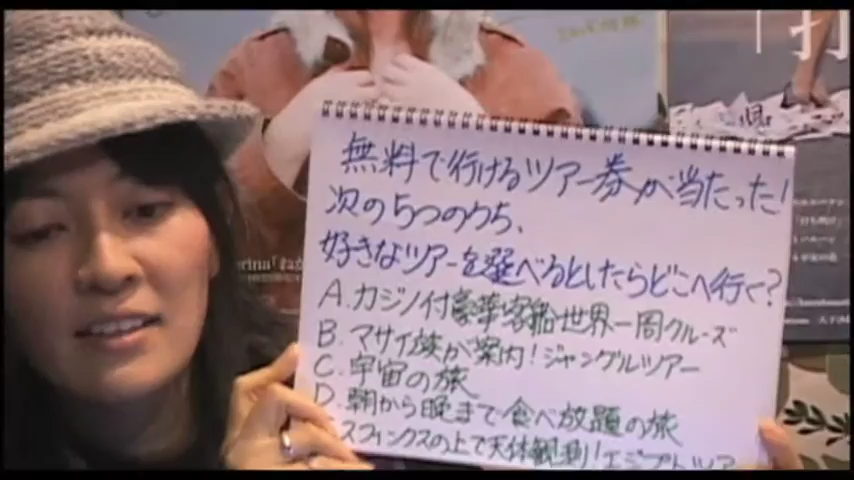 無料で行けるツアー券が当たった!
次の5つのうち、
好きなツアーを選べるとしたらどこへ行く?
A.カジノ付豪華客船世界一周クルーズ
B.マサイ族が案内!ジャングルツアー
C.宇宙の旅
D.朝から晩まで食べ放題の旅
スフィンクスの上で天体観測!エジプトツアー
「打